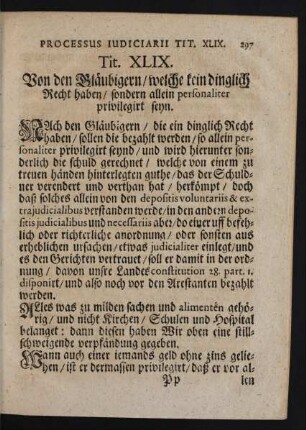 PROCESSUS IUDICIARII TIT. XLIX. 297
Tit. XLIX.
Von den Gläubigern/ welche kein dinglich
Recht haben/ sondern allein personaliter
privilegirt seyn.
NAch den Gläubigern/ die ein dinglich Recht
haben/ sollen die bezahlt werden/ so allein per-
sonaliter privilegirt seynd/ und wird hierunter son-
derlich die schuld gerechnet/ welche von einem zu
treuen händen hinterlegten guthe/ das der Schuld-
ner verendert und verthan hat/ herkömpt/ doch
daß solches allein von den depositis voluntariis & ex-
trajudicialibus verstanden werde/ in den andern depo-
sitis judicialibus und necessariis aber/ do einer uff befeh-
lich oder richterliche anordnung/ oder sonsten aus
erheblichen ursachen/ etwas judicialiter einlegt/ und
es den Gerichten vertrauet/ soll er damit in der ord-
nung/ davon unsre Landes constitution 28. part. 1.
disponirt/ und also noch vor den Arestanten bezahlt
werden.
ALles was zu milden sachen und alimenten gehö-
rig/ und nicht Kirchen/ Schulen und Hospital
belanget: dann diesen haben Wir oben eine still-
schweigende verpfändung gegeben.
Wann auch einer iemands geld ohne zins gelie-
hen/ ist er dermassen privilegirt/ daß er vor al-
Pp len